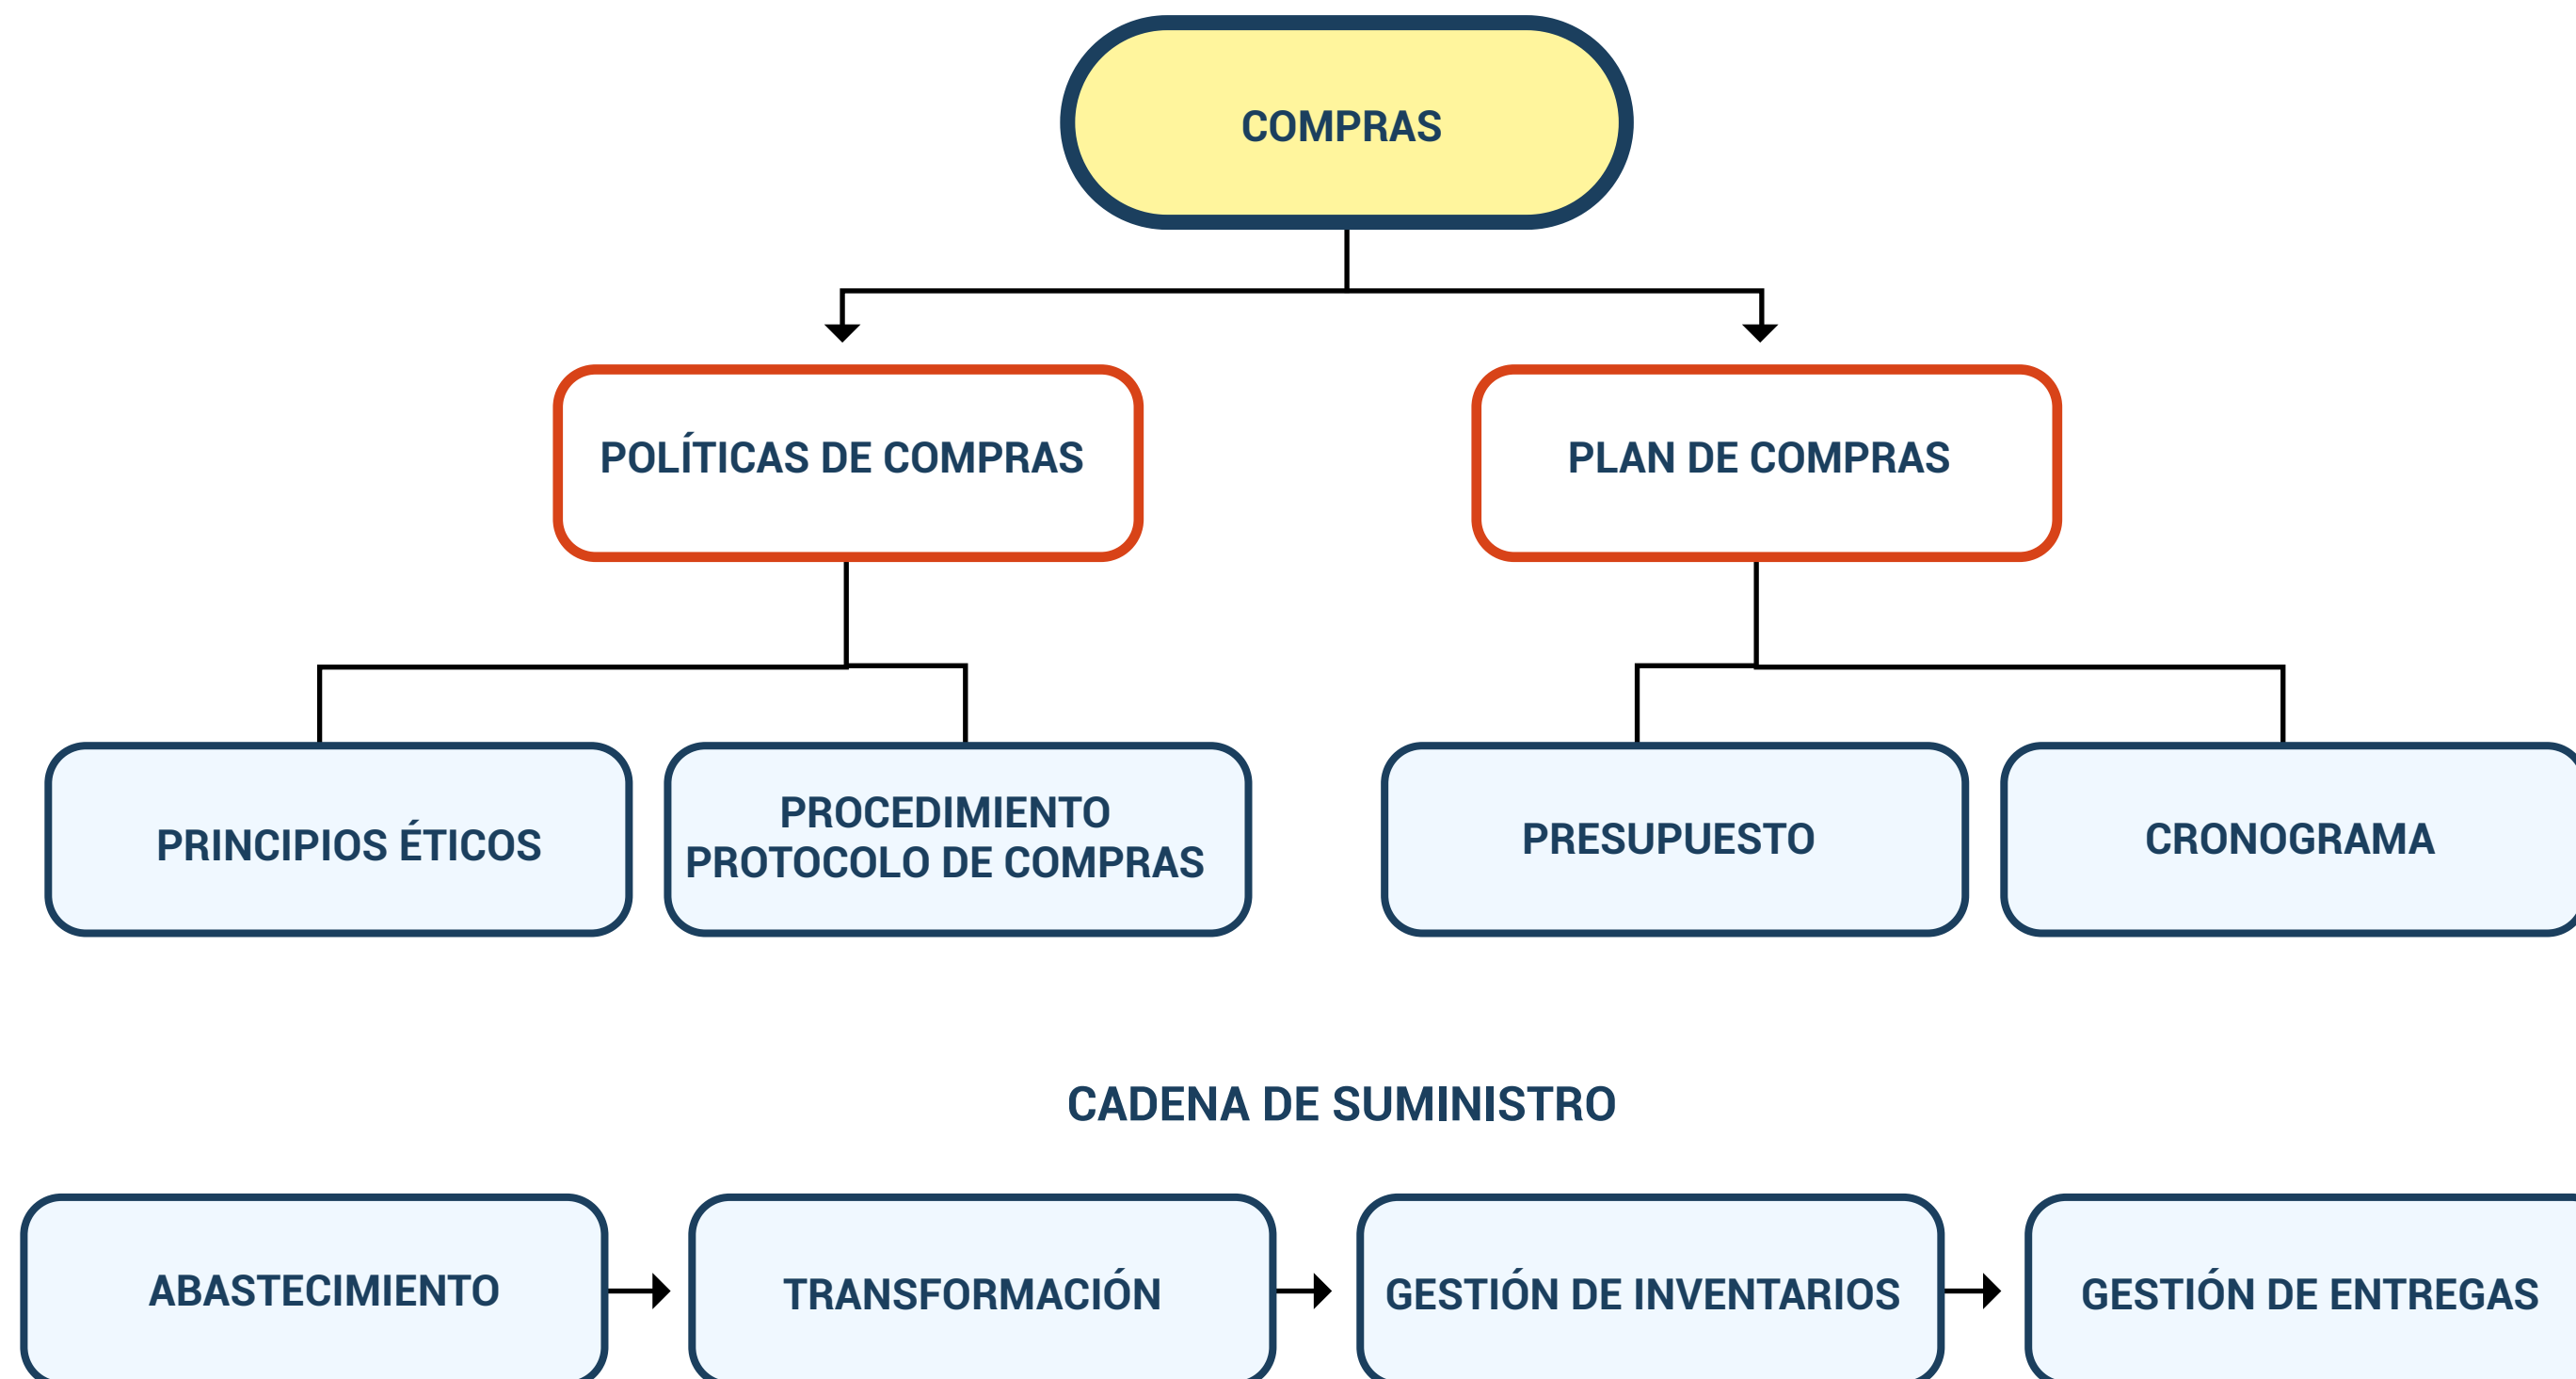 COMPRAS
POLÍTICAS DE COMPRAS
PLAN DE COMPRAS
PRINCIPIOS ÉTICOS
PROCEDIMIENTO
PROTOCOLO DE COMPRAS
PRESUPUESTO
CRONOGRAMA
CADENA DE SUMINISTRO
ABASTECIMIENTO
TRANSFORMACIÓN
GESTIÓN DE INVENTARIOS
GESTIÓN DE ENTREGAS